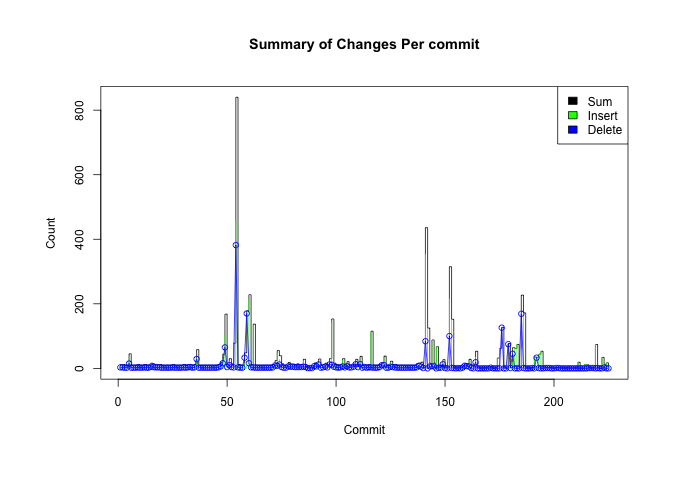 Summary of Changes Per commit
Sum
Insert
Delete
800
600
400
200
0
Count
0 50 100 150 200
Commit